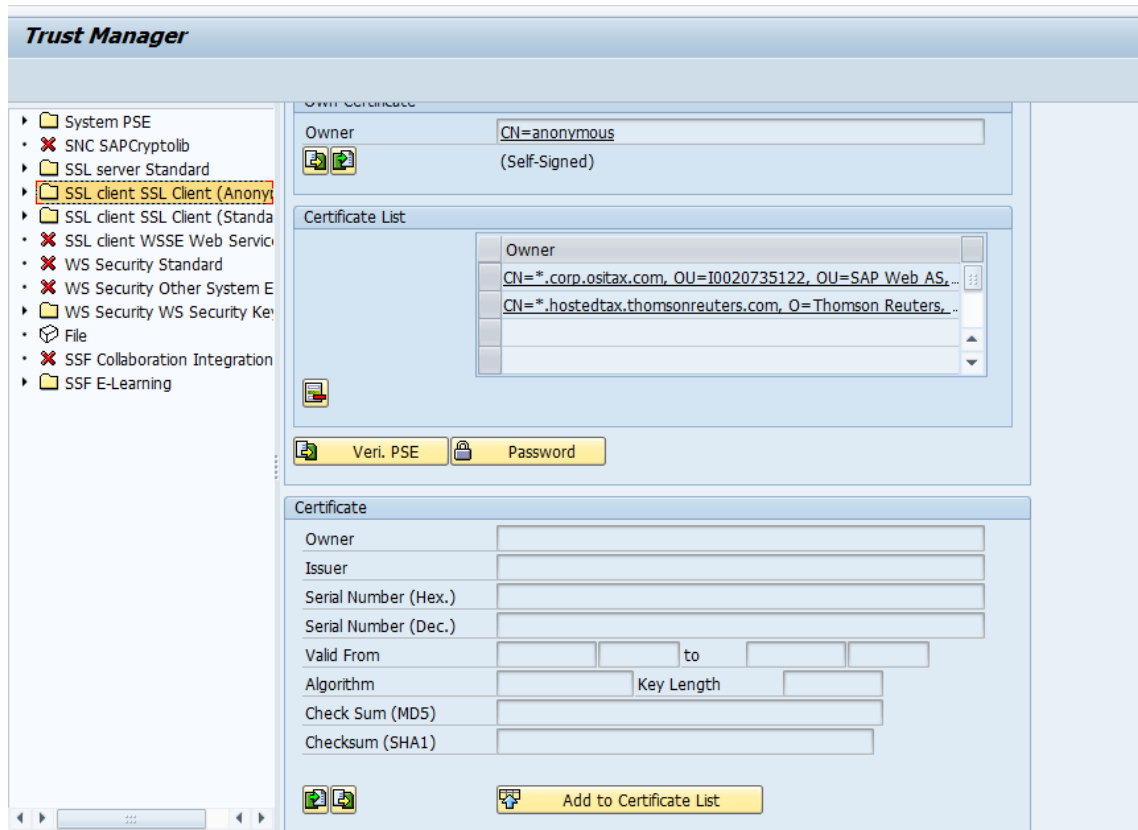 Trust Manager
System PSE
SNC SAPCryptolib
SSL server Standard
SSL client SSL Client (Anony
SSL client SSL Client (Standa
SSL client WSSE Web Servic
WS Security Standard
WS Security Other System E
WS Security WS Security Key
File
SSF Collaboration Integration
SSF E-Learning
Own Certificate
Owner CN=anonymous
(Self-Signed)
Certificate List
Owner
CN=*.corp.ositax.com, OU=I0020735122, OU=SAP Web AS,...
CN=*.hostedtax.thomsonreuters.com, O=Thomson Reuters, ...
Veri. PSE Password
Certificate
Owner
Issuer
Serial Number (Hex.)
Serial Number (Dec.)
Valid From to
Algorithm Key Length
Check Sum (MD5)
Checksum (SHA1)
Add to Certificate List